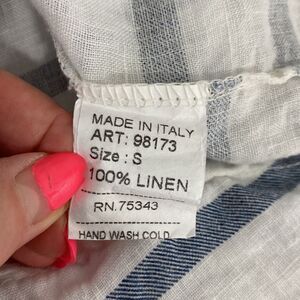 MADE IN ITALY
ART: 98173
Size : S
100% LINEN
RN.75343
HAND WASH COLD